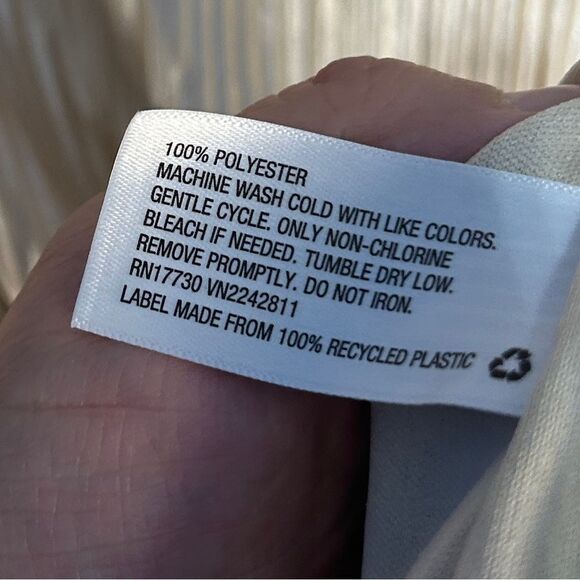 100% POLYESTER
MACHINE WASH COLD WITH LIKE COLORS.
GENTLE CYCLE. ONLY NON-CHLORINE
BLEACH IF NEEDED. TUMBLE DRY LOW.
REMOVE PROMPTLY. DO NOT IRON.
RN17730 VN2242811
LABEL MADE FROM 100% RECYCLED PLASTIC